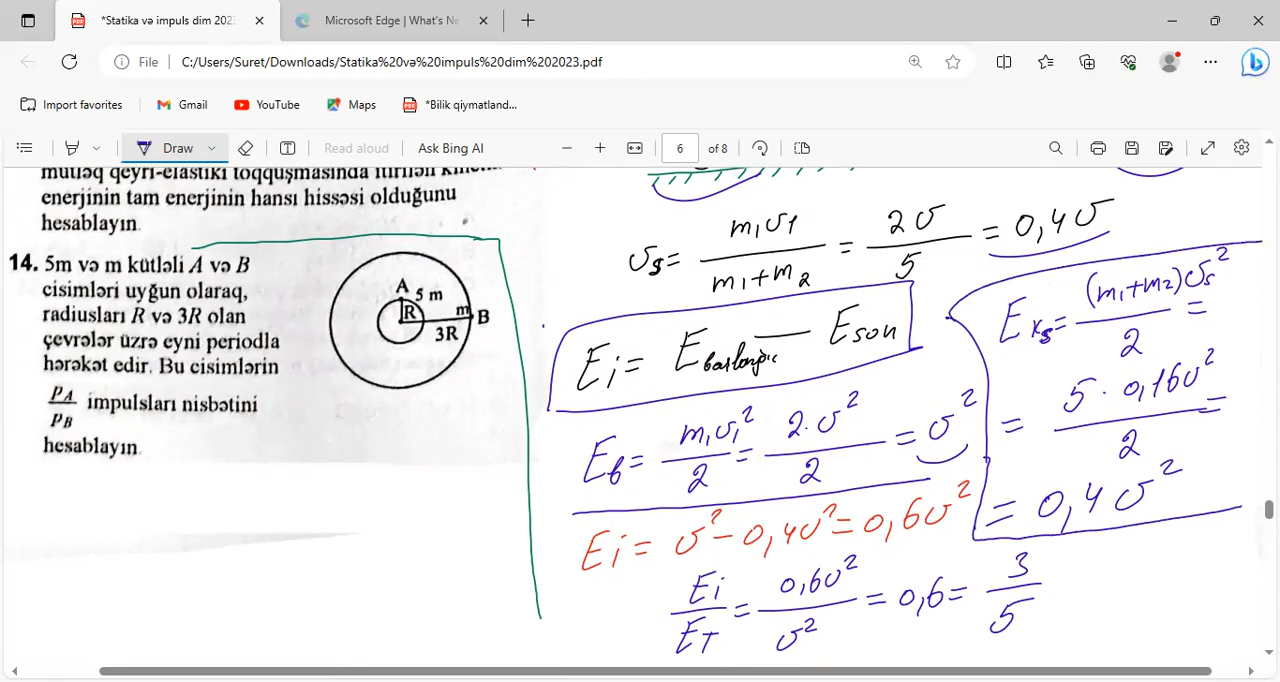 *Statika və impuls dim 202
Microsoft Edge | What's Ne
File
C:/Users/Suret/Downloads/Statika%20və%20impuls%20dim%202023.pdf
Import favorites
Gmail
YouTube
Maps
*Bilik qiymatland...
Draw
Read aloud
Ask Bing AI
6
of 8
mütləq qeyri-elastiki toqquşmasında itirilən
enerjinin tam enerjinin hansı hissəsi olduğunu
hesablayın.
14. 5m və m kütləli A və B
cisimləri uyğun olaraq,
radiusları R və 3R olan
çevrələr üzrə eyni periodla
hərəkət edir. Bu cisimlərin
p_A/p_B impulsları nisbətini
hesablayın.
A
5 m
R
m
B
3R
υs = m₁υ₁/(m₁+m₂) = 2υ/5 = 0,4υ
Ei = Ebaşlanğıc — Eson
Eb = m₁υ₁²/2 = 2·υ²/2 = υ²
Ei = υ² - 0,4υ² = 0,6υ²
Ei/ET = 0,6υ²/υ² = 0,6 = 3/5
Eks = (m₁+m₂)υs²/2 =
= 5 · 0,16υ²/2 =
= 0,4υ²